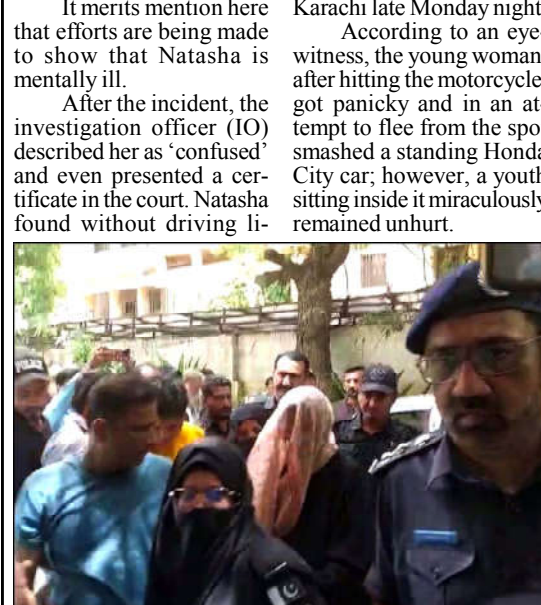 It merits mention here
that efforts are being made
to show that Natasha is
mentally ill.
After the incident, the
investigation officer (IO)
described her as ‘confused’
and even presented a cer-
tificate in the court. Natasha
found without driving li-
Karachi late Monday night
According to an eye
witness, the young woman
after hitting the motorcycle
got panicky and in an at
tempt to flee from the spo
smashed a standing Honda
City car; however, a youth
sitting inside it miraculously
remained unhurt.
POLICE